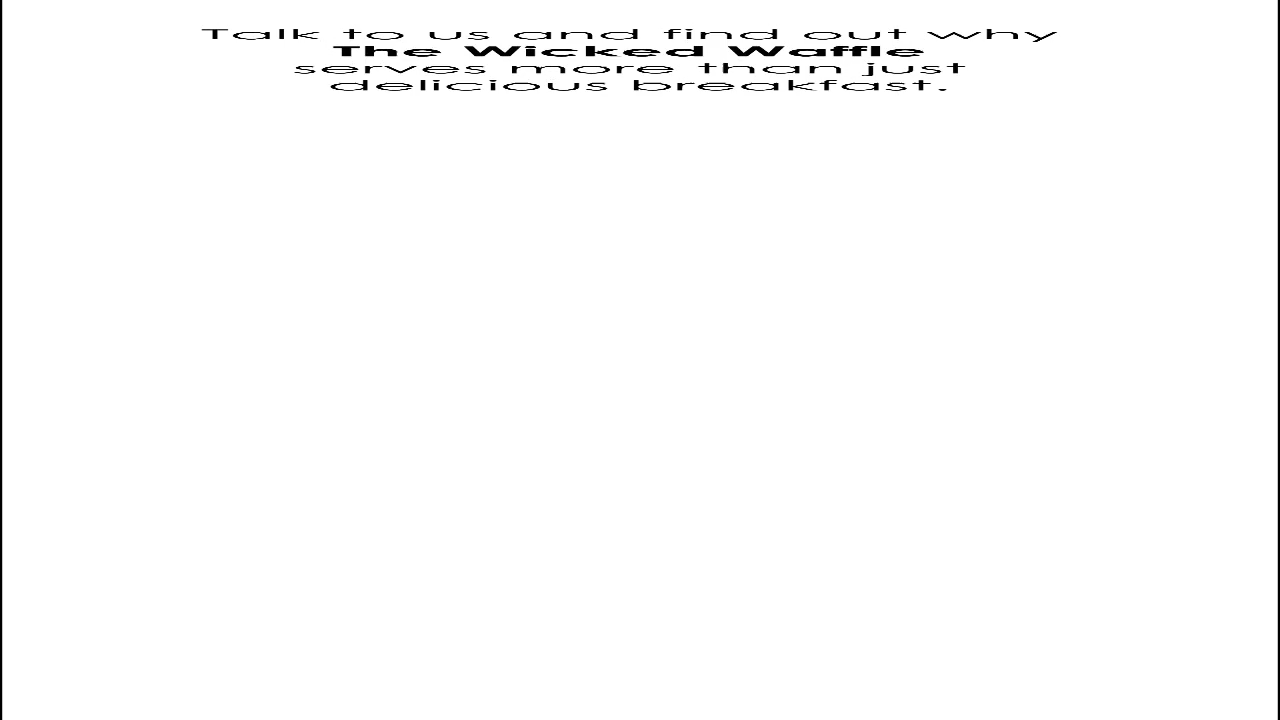 Talk to us and find out why
The Wicked Waffle
serves more than just
delicious breakfast.